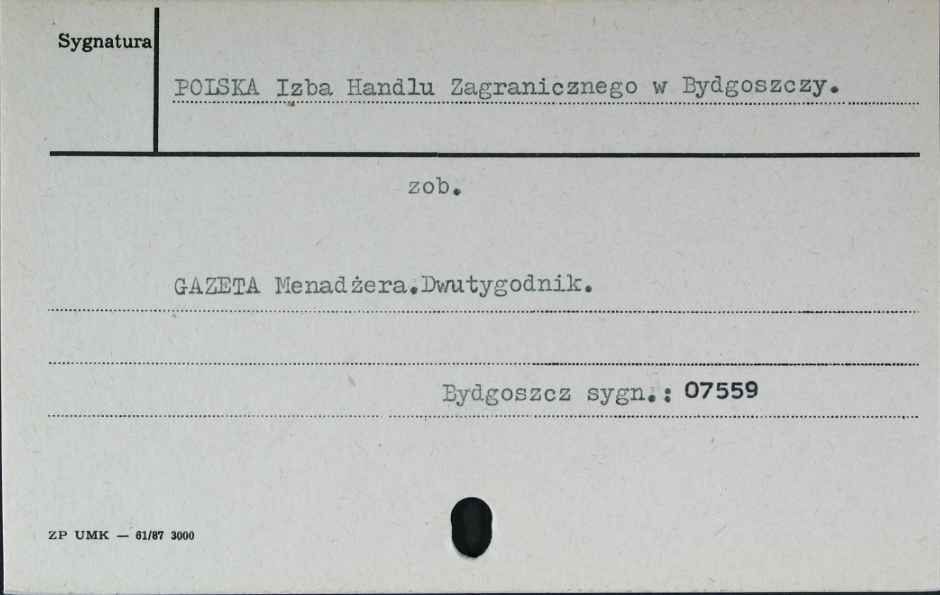 Sygnatura
POLSKA Izba Handlu Zagranicznego w Bydgoszczy.
zob.
GAZETA Menadżera.Dwutygodnik.
Bydgoszcz sygn.: 07559
ZP UMK — 61/87 3000